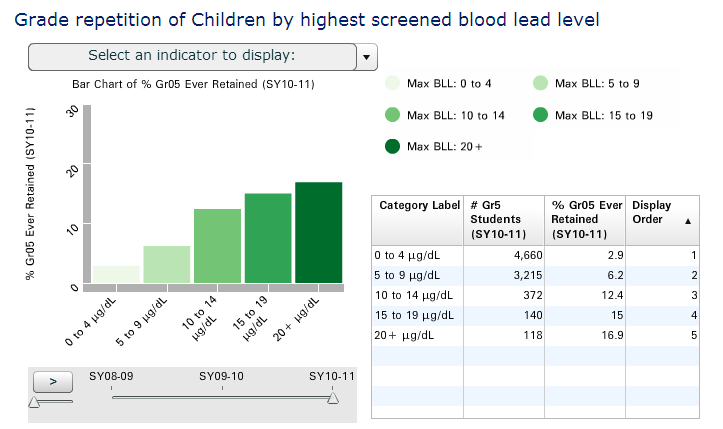 Grade repetition of Children by highest screened blood lead level
Select an indicator to display:
Bar Chart of % Gr05 Ever Retained (SY10-11)
% Gr05 Ever Retained (SY10-11)
30
20
10
0
0 to 4 µg/dL
5 to 9 µg/dL
10 to 14
µg/dL
15 to 19
µg/dL
20+ µg/dL
>
SY08-09 SY09-10 SY10-11
Max BLL: 0 to 4 Max BLL: 5 to 9
Max BLL: 10 to 14 Max BLL: 15 to 19
Max BLL: 20+
Category Label # Gr5 % Gr05 Ever Display
Students Retained Order
(SY10-11) (SY10-11)
0 to 4 µg/dL 4,660 2.9 1
5 to 9 µg/dL 3,215 6.2 2
10 to 14 µg/dL 372 12.4 3
15 to 19 µg/dL 140 15 4
20+ µg/dL 118 16.9 5